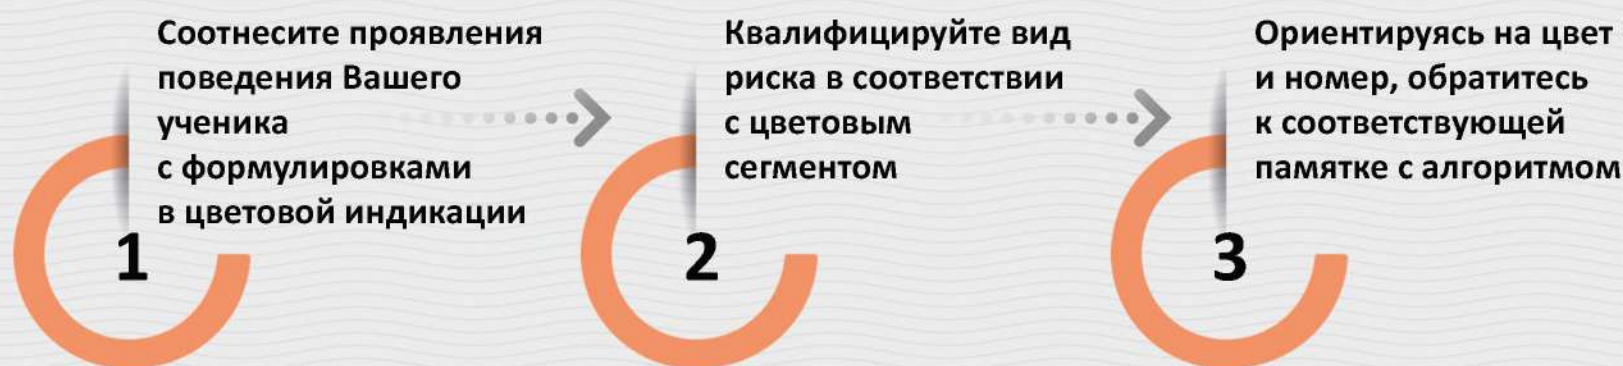 Соотнесите проявления
поведения Вашего
ученика
с формулировками
в цветовой индикации
1
Квалифицируйте вид
риска в соответствии
с цветовым
сегментом
2
Ориентируясь на цвет
и номер, обратитесь
к соответствующей
памятке с алгоритмом
3